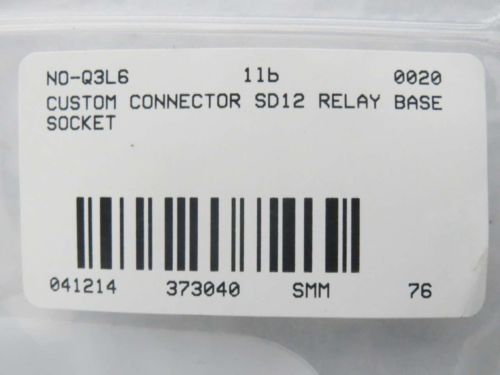 NO-Q3L6 1lb 0020
CUSTOM CONNECTOR SD12 RELAY BASE
SOCKET
041214 373040 SMM 76